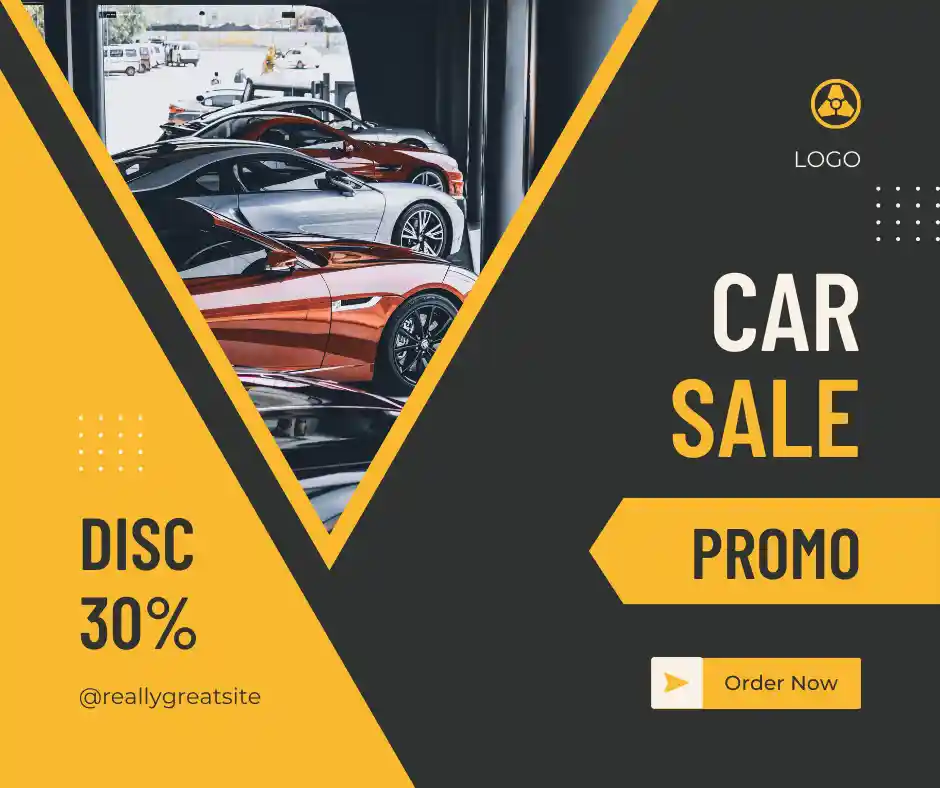 LOGO
CAR
SALE
PROMO
Order Now
DISC
30%
@reallygreatsite